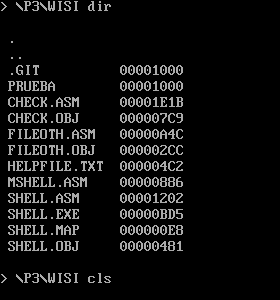 > \P3\WISI dir
.
..
.GIT 00001000
PRUEBA 00001000
CHECK.ASM 00001E1B
CHECK.OBJ 000007C9
FILEOTH.ASM 00000A4C
FILEOTH.OBJ 000002CC
HELPFILE.TXT 000004C2
MSHELL.ASM 00000886
SHELL.ASM 00001202
SHELL.EXE 00000BD5
SHELL.MAP 000000E8
SHELL.OBJ 00000481
> \P3\WISI cls